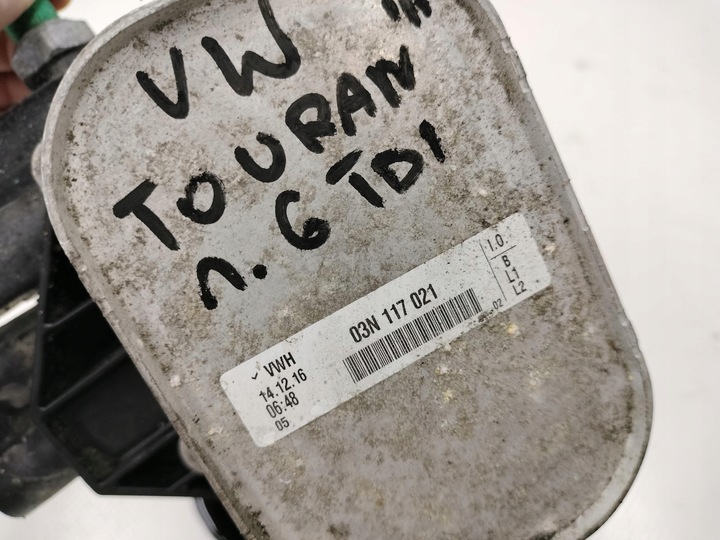 VW
TOURAN
1.6 TDI
03N 117 021
VWH
14.12.16
06:48
05
02
I.O.
B
L1
L2